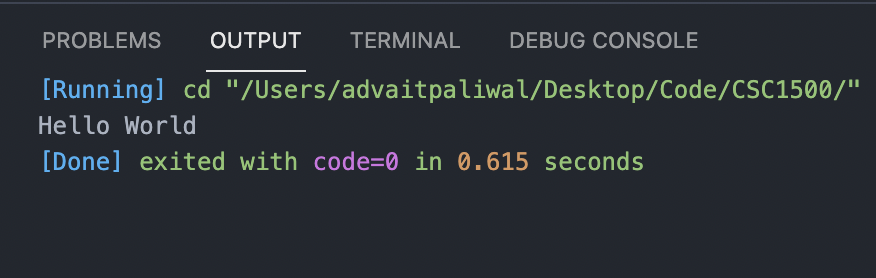 PROBLEMS OUTPUT TERMINAL DEBUG CONSOLE
[Running] cd "/Users/advaitpaliwal/Desktop/Code/CSC1500/"
Hello World
[Done] exited with code=0 in 0.615 seconds